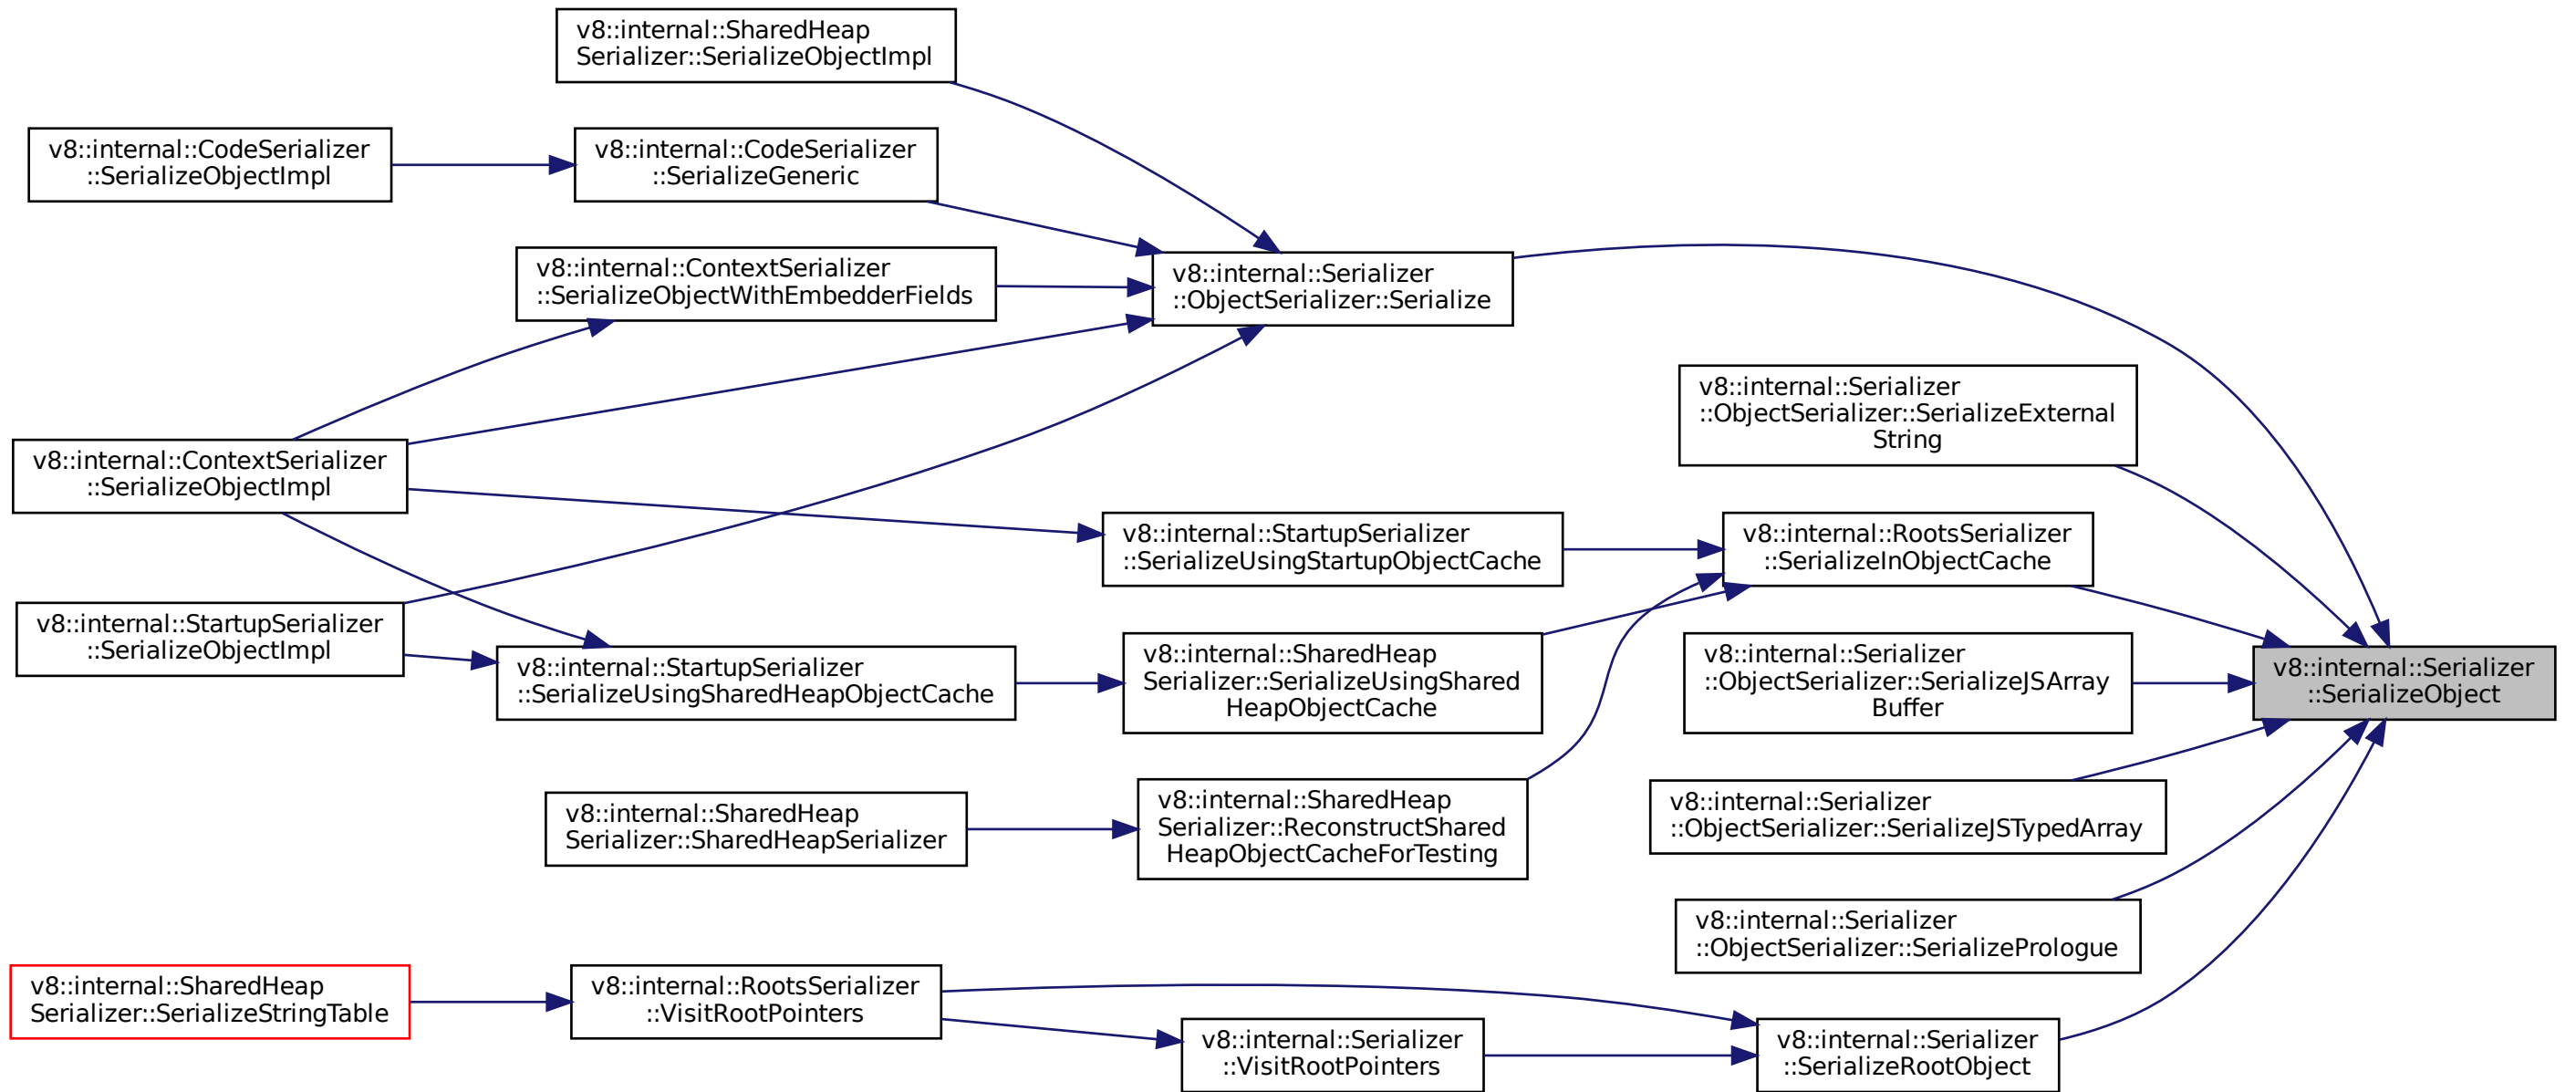 v8::internal::SharedHeap
Serializer::SerializeObjectImpl
v8::internal::CodeSerializer
::SerializeObjectImpl
v8::internal::CodeSerializer
::SerializeGeneric
v8::internal::ContextSerializer
::SerializeObjectWithEmbedderFields
v8::internal::Serializer
::ObjectSerializer::Serialize
v8::internal::Serializer
::ObjectSerializer::SerializeExternal
String
v8::internal::ContextSerializer
::SerializeObjectImpl
v8::internal::StartupSerializer
::SerializeUsingStartupObjectCache
v8::internal::RootsSerializer
::SerializeInObjectCache
v8::internal::StartupSerializer
::SerializeObjectImpl
v8::internal::StartupSerializer
::SerializeUsingSharedHeapObjectCache
v8::internal::SharedHeap
Serializer::SerializeUsingShared
HeapObjectCache
v8::internal::Serializer
::ObjectSerializer::SerializeJSArray
Buffer
v8::internal::Serializer
::SerializeObject
v8::internal::SharedHeap
Serializer::SharedHeapSerializer
v8::internal::SharedHeap
Serializer::ReconstructShared
HeapObjectCacheForTesting
v8::internal::Serializer
::ObjectSerializer::SerializeJSTypedArray
v8::internal::Serializer
::ObjectSerializer::SerializePrologue
v8::internal::SharedHeap
Serializer::SerializeStringTable
v8::internal::RootsSerializer
::VisitRootPointers
v8::internal::Serializer
::VisitRootPointers
v8::internal::Serializer
::SerializeRootObject